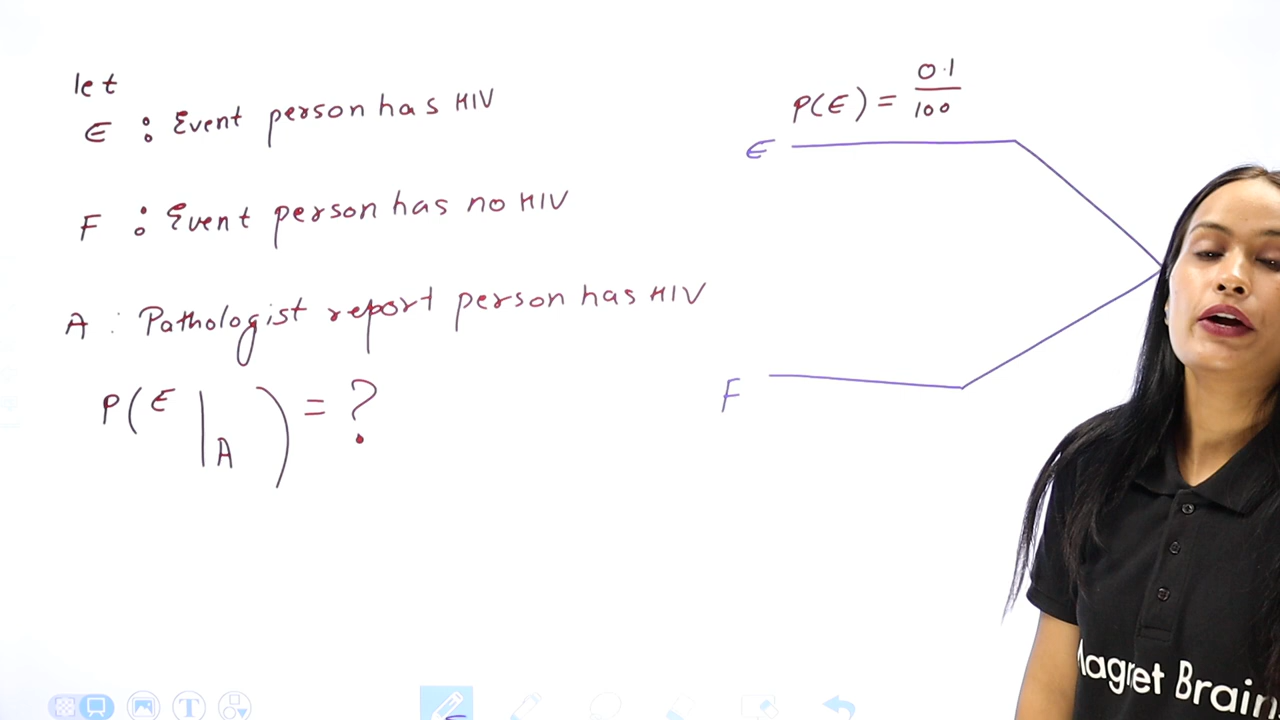 let
E : Event person has HIV
F : Event person has no HIV
A : Pathologist report person has HIV
P(E|A) = ?
P(E) = 0.1/100
E
F
Magret Brain
T